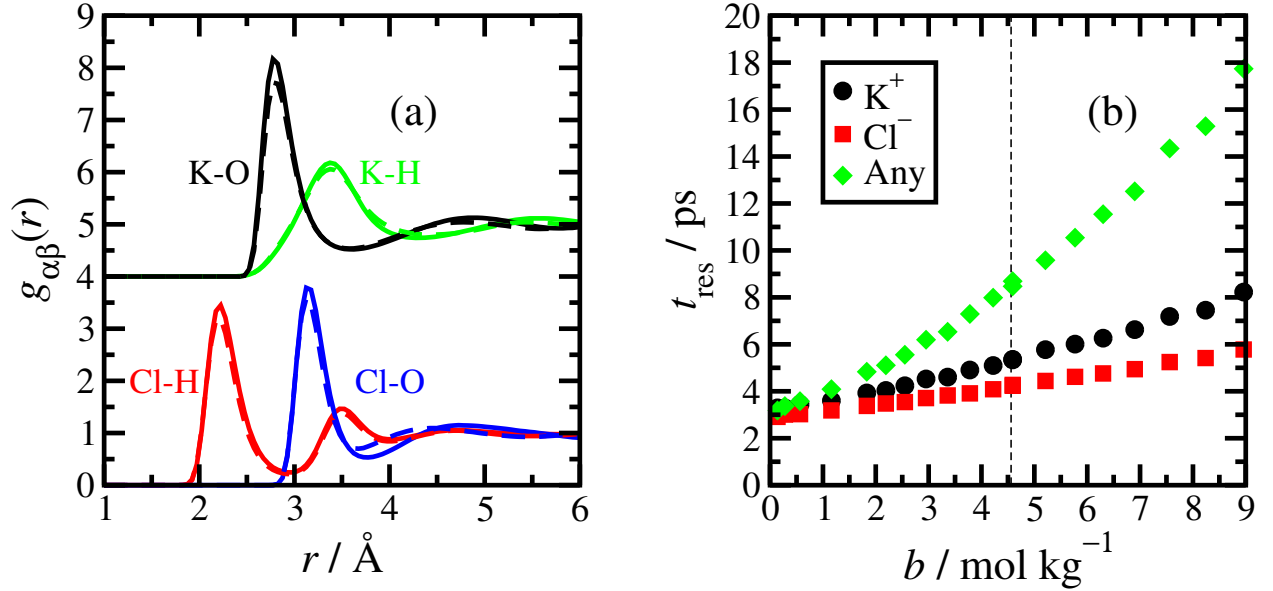 9
8
7
6
5
4
3
2
1
0
g_αβ(r)
(a)
K-O
K-H
Cl-H
Cl-O
1 2 3 4 5 6
r / Å
20
18
16
14
12
10
8
6
4
2
0
t_res / ps
K⁺
Cl⁻
Any
(b)
0 1 2 3 4 5 6 7 8 9
b / mol kg⁻¹